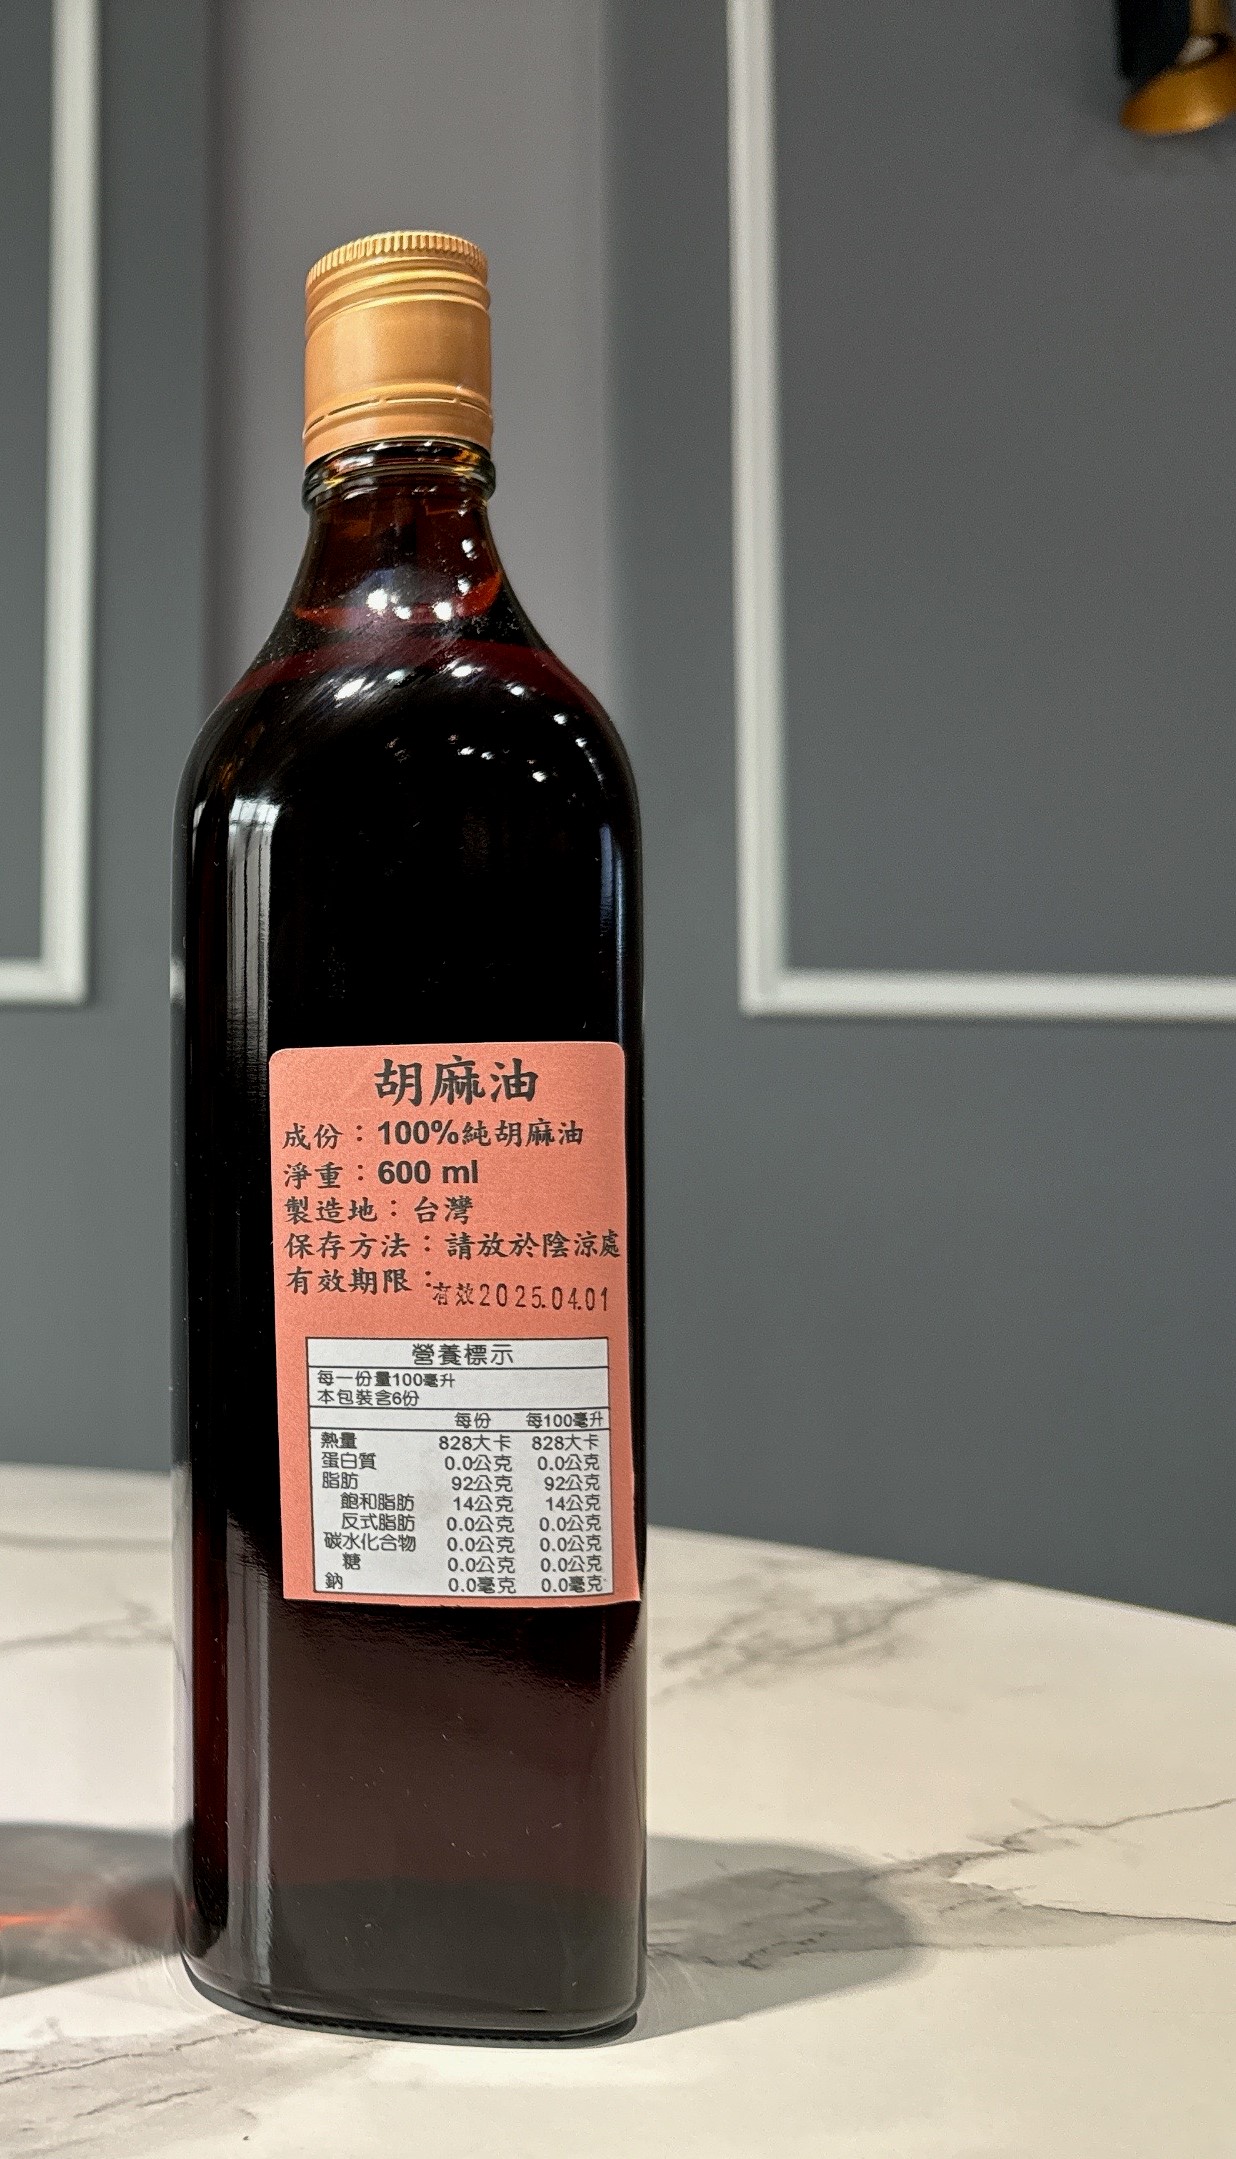 胡麻油
成份：100%純胡麻油
淨重：600 ml
製造地：台灣
保存方法：請放於陰涼處
有效期限：有效2025.04.01
營養標示
每一份量100毫升
本包裝含6份
每份 每100毫升
熱量 828大卡 828大卡
蛋白質 0.0公克 0.0公克
脂肪 92公克 92公克
飽和脂肪 14公克 14公克
反式脂肪 0.0公克 0.0公克
碳水化合物 0.0公克 0.0公克
糖 0.0公克 0.0公克
鈉 0.0毫克 0.0毫克